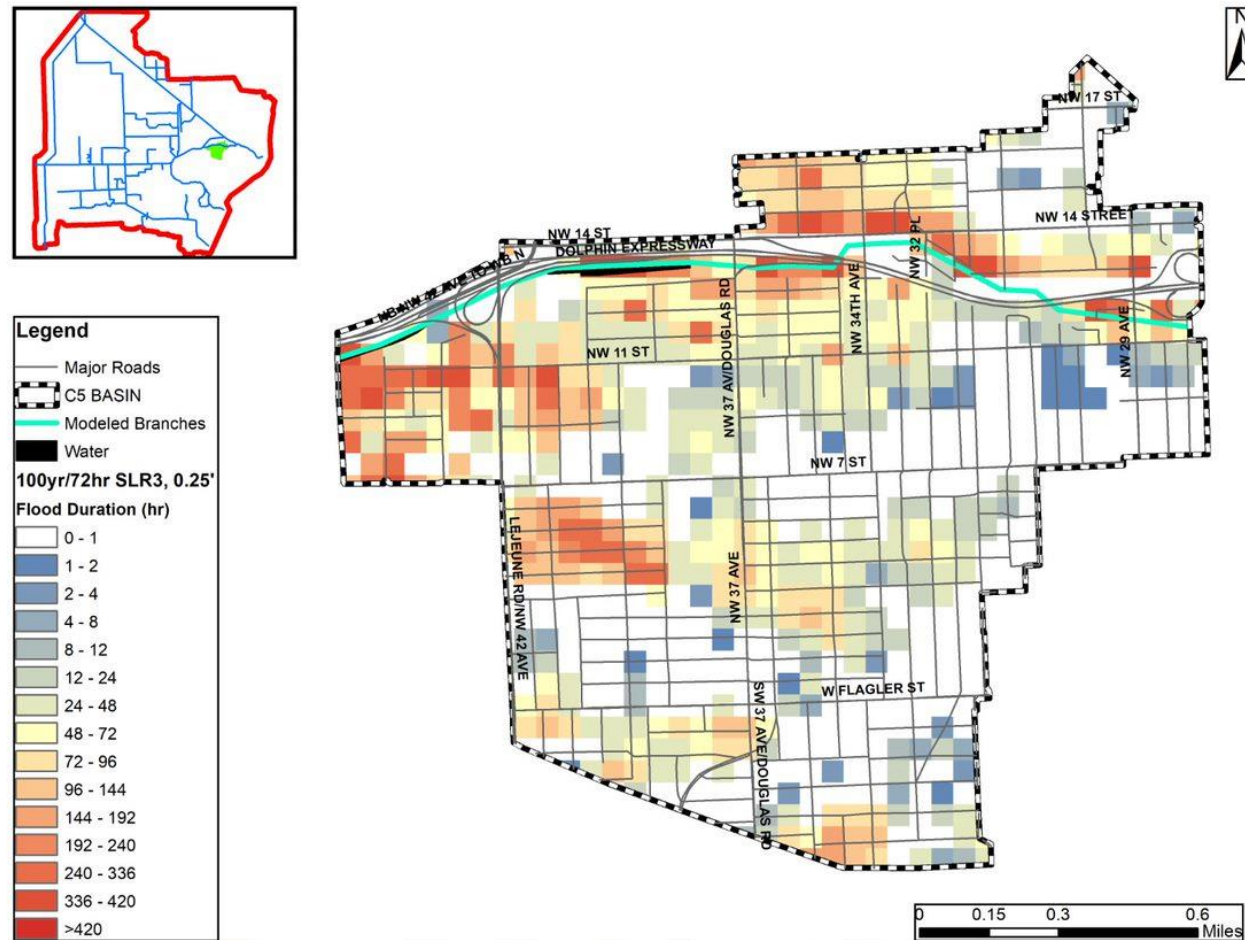 N
NW 17 ST
NW 14 STREET
NW 14 ST
DOLPHIN EXPRESSWAY
NW 32 PL
NW 34TH AVE
NW 37 AV/DOUGLAS RD
NW 11 ST
NW 29 AVE
NW 7 ST
LEJEUNE RD/NW 42 AVE
NW 37 AVE
W FLAGLER ST
SW 37 AVE/DOUGLAS RD
Legend
Major Roads
C5 BASIN
Modeled Branches
Water
100yr/72hr SLR3, 0.25'
Flood Duration (hr)
0 - 1
1 - 2
2 - 4
4 - 8
8 - 12
12 - 24
24 - 48
48 - 72
72 - 96
96 - 144
144 - 192
192 - 240
240 - 336
336 - 420
>420
0 0.15 0.3 0.6
Miles